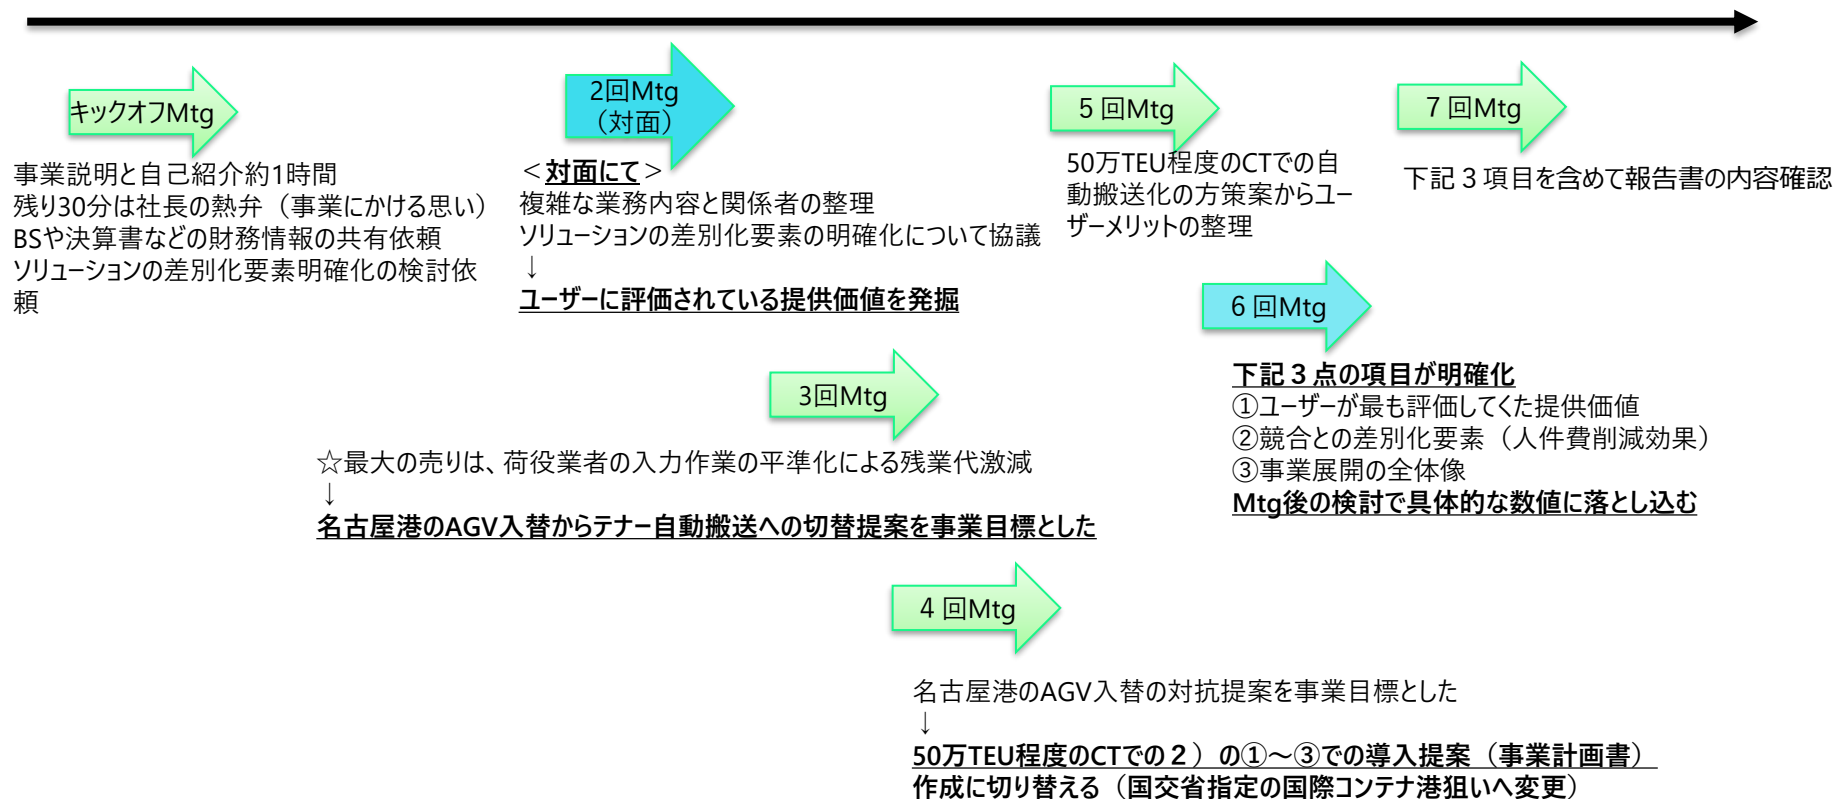 キックオフMtg
事業説明と自己紹介約1時間
残り30分は社長の熱弁（事業にかける思い）
BSや決算書などの財務情報の共有依頼
ソリューションの差別化要素明確化の検討依
頼
2回Mtg
（対面）
＜対面にて＞
複雑な業務内容と関係者の整理
ソリューションの差別化要素の明確化について協議
↓
ユーザーに評価されている提供価値を発掘
3回Mtg
☆最大の売りは、荷役業者の入力作業の平準化による残業代激減
↓
名古屋港のAGV入替からテナー自動搬送への切替提案を事業目標とした
４回Mtg
名古屋港のAGV入替の対抗提案を事業目標とした
↓
50万TEU程度のCTでの２）の①～③での導入提案（事業計画書）
作成に切り替える（国交省指定の国際コンテナ港狙いへ変更）
５回Mtg
50万TEU程度のCTでの自
動搬送化の方策案からユー
ザーメリットの整理
６回Mtg
下記３点の項目が明確化
①ユーザーが最も評価してくた提供価値
②競合との差別化要素（人件費削減効果）
③事業展開の全体像
Mtg後の検討で具体的な数値に落とし込む
７回Mtg
下記３項目を含めて報告書の内容確認